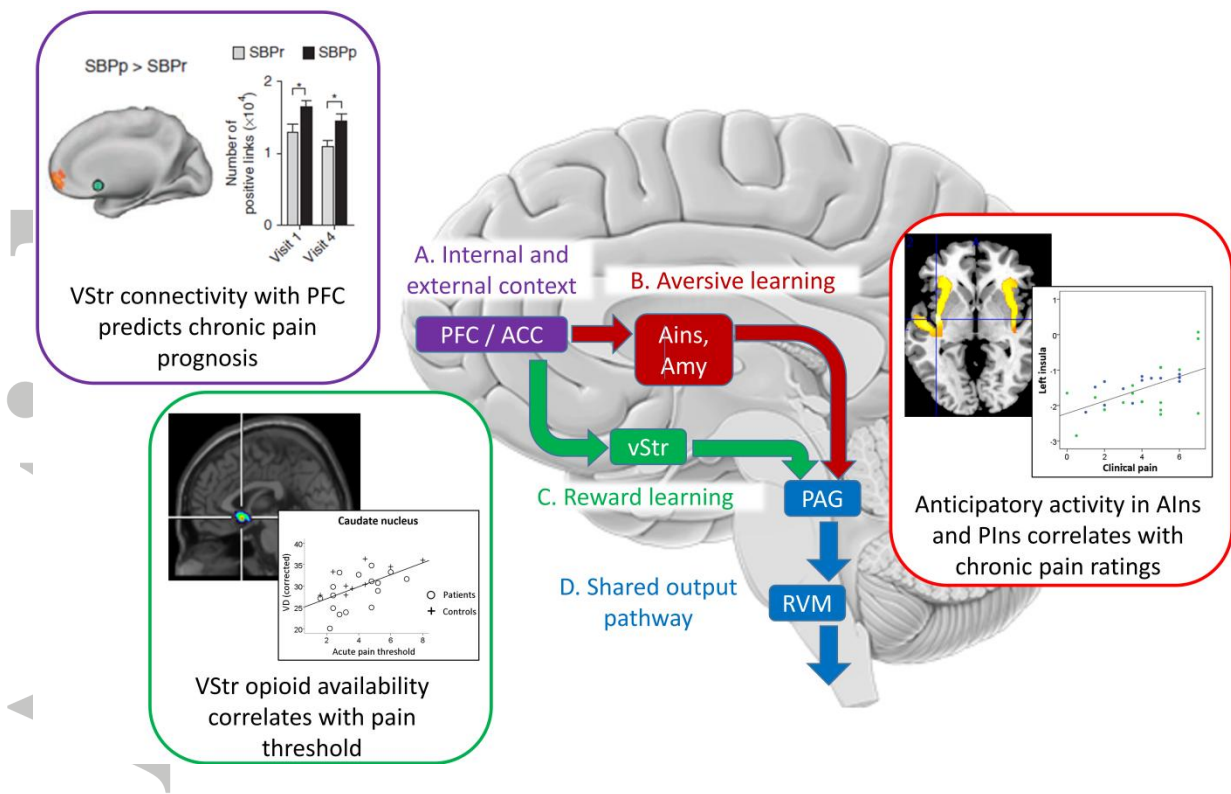 SBPp > SBPr
SBPr SBPp
Number of
positive links (×10⁴)
2
1
0
* *
Visit 1 Visit 4
VStr connectivity with PFC
predicts chronic pain
prognosis
A. Internal and
external context
B. Aversive learning
PFC / ACC
Ains,
Amy
vStr
C. Reward learning
PAG
D. Shared output
pathway
RVM
Caudate nucleus
VD (corrected)
40
35
30
25
20
2 4 6 8
Acute pain threshold
Patients
Controls
VStr opioid availability
correlates with pain
threshold
Left insula
1
0
-1
-2
-3
0 2 4 6
Clinical pain
Anticipatory activity in AIns
and PIns correlates with
chronic pain ratings